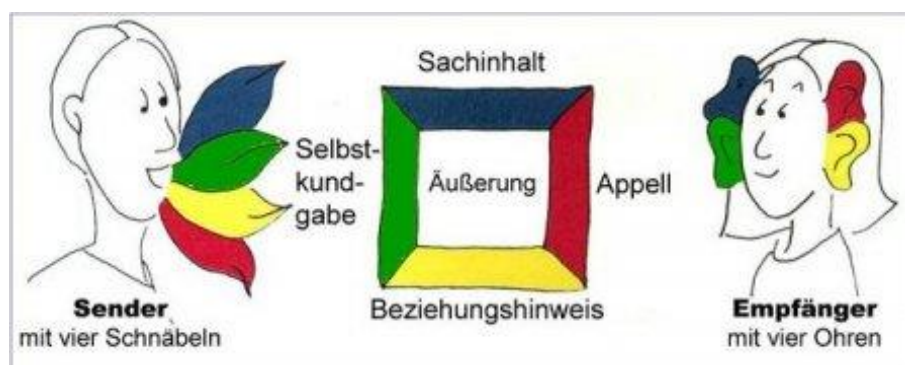 Sachinhalt
Selbst-
kund-
gabe
Äußerung
Appell
Beziehungshinweis
Sender
mit vier Schnäbeln
Empfänger
mit vier Ohren